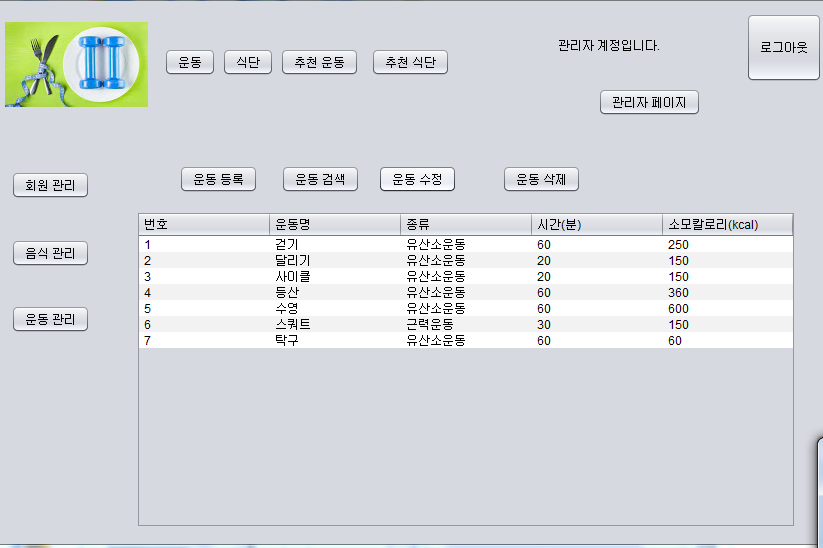 관리자 계정입니다.
로그아웃
운동 식단 추천 운동 추천 식단
관리자 페이지
회원 관리
음식 관리
운동 관리
운동 등록 운동 검색 운동 수정 운동 삭제
번호 운동명 종류 시간(분) 소모칼로리(kcal)
1 걷기 유산소운동 60 250
2 달리기 유산소운동 20 150
3 사이클 유산소운동 20 150
4 등산 유산소운동 60 360
5 수영 유산소운동 60 600
6 스쿼트 근력운동 30 150
7 탁구 유산소운동 60 60